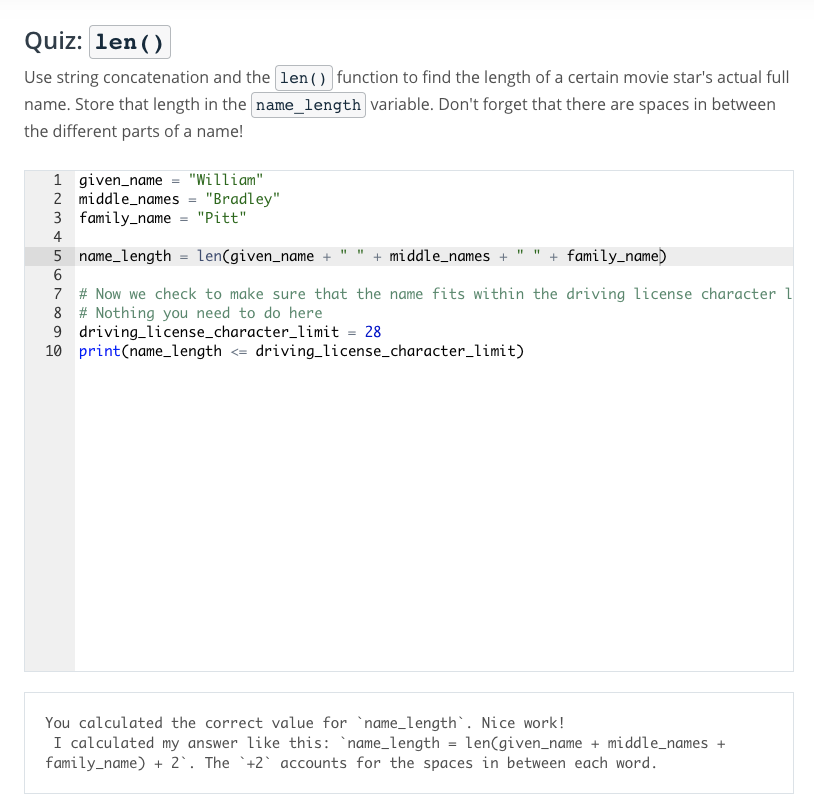 Quiz: len()
Use string concatenation and the len() function to find the length of a certain movie star's actual full
name. Store that length in the name_length variable. Don't forget that there are spaces in between
the different parts of a name!
1 given_name = "William"
2 middle_names = "Bradley"
3 family_name = "Pitt"
4
5 name_length = len(given_name + " " + middle_names + " " + family_name)
6
7 # Now we check to make sure that the name fits within the driving license character l
8 # Nothing you need to do here
9 driving_license_character_limit = 28
10 print(name_length <= driving_license_character_limit)
You calculated the correct value for `name_length`. Nice work!
I calculated my answer like this: `name_length = len(given_name + middle_names +
family_name) + 2`. The `+2` accounts for the spaces in between each word.